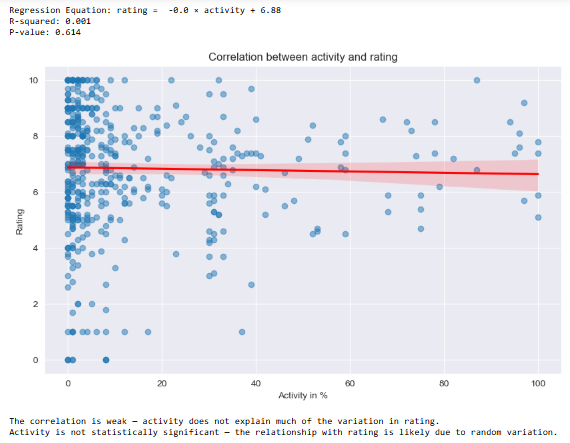 Regression Equation: rating =  -0.0 × activity + 6.88
R-squared: 0.001
P-value: 0.614
Correlation between activity and rating
10
8
6
4
2
0
Rating
0 20 40 60 80 100
Activity in %
The correlation is weak – activity does not explain much of the variation in rating.
Activity is not statistically significant – the relationship with rating is likely due to random variation.